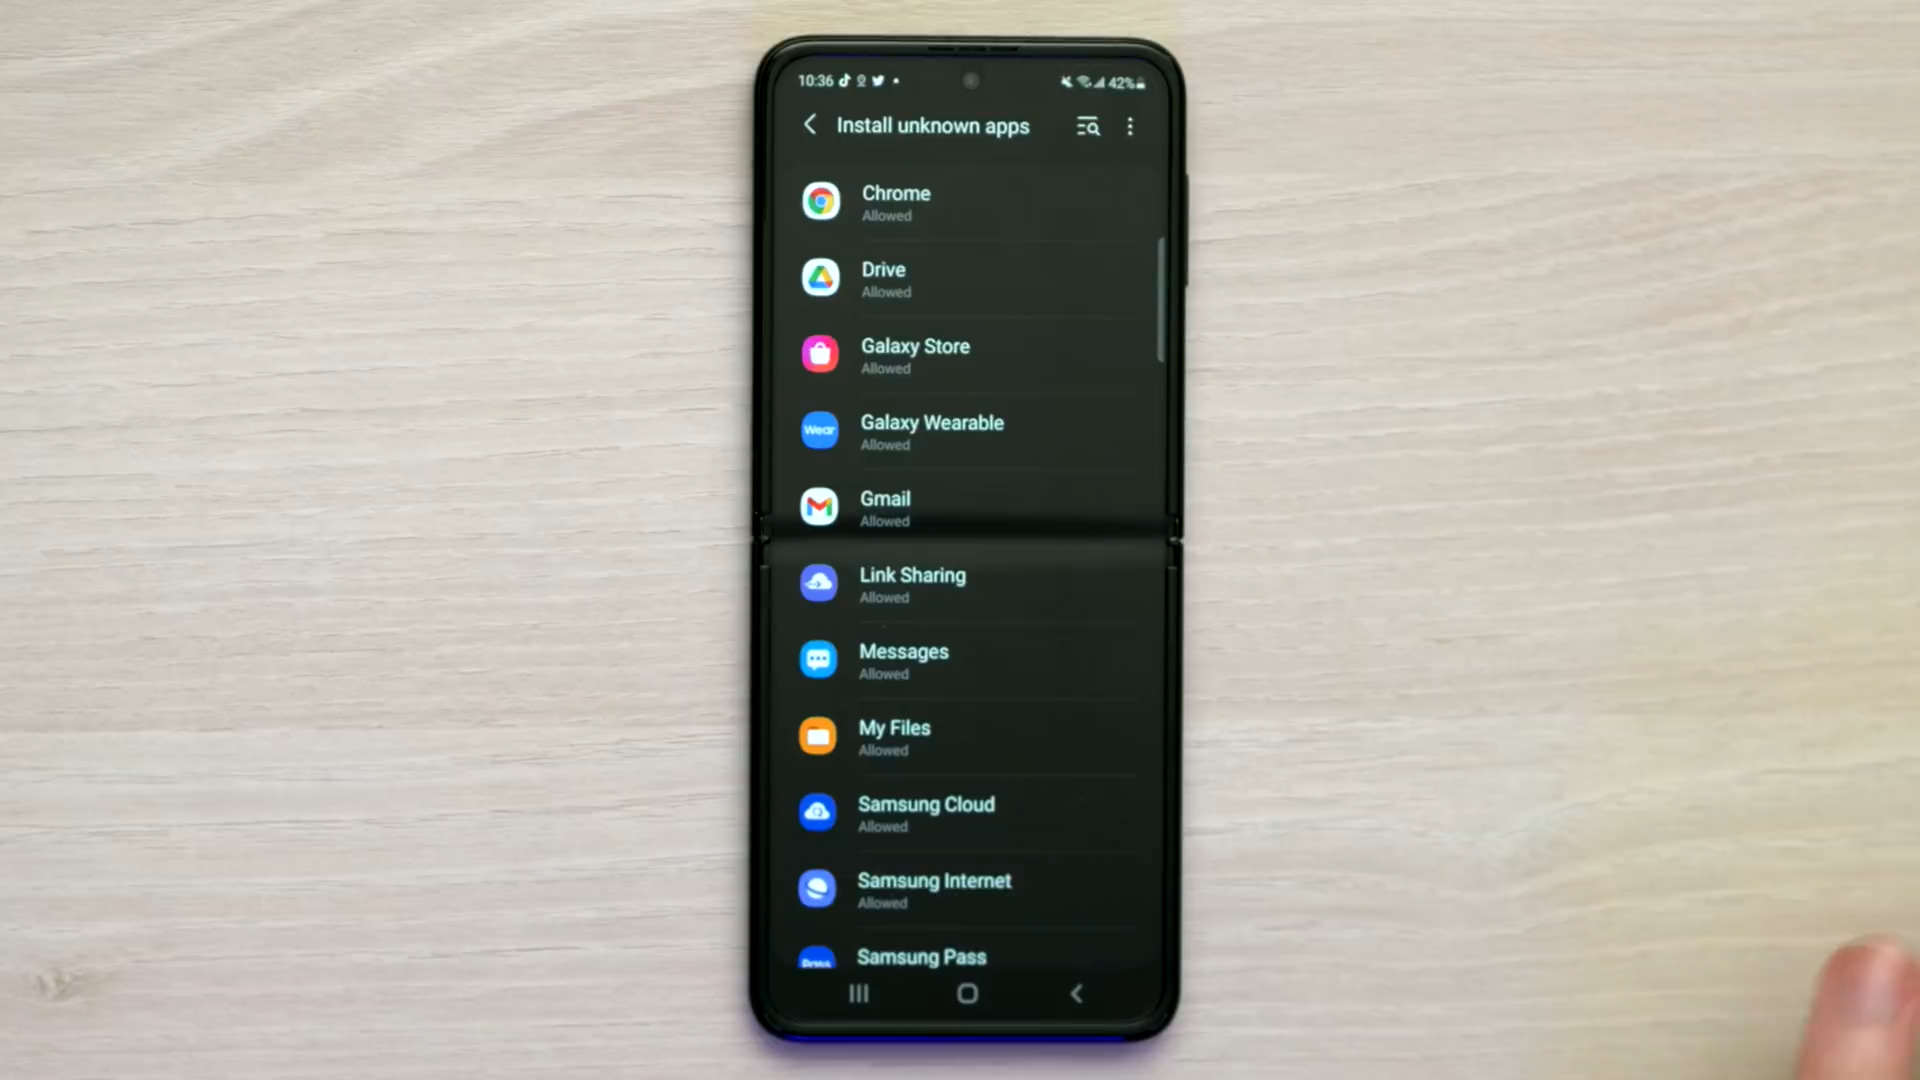 10:36 42%
Install unknown apps
Chrome
Allowed
Drive
Allowed
Galaxy Store
Allowed
Wear
Galaxy Wearable
Allowed
Gmail
Allowed
Link Sharing
Allowed
Messages
Allowed
My Files
Allowed
Samsung Cloud
Allowed
Samsung Internet
Allowed
Pass
Samsung Pass